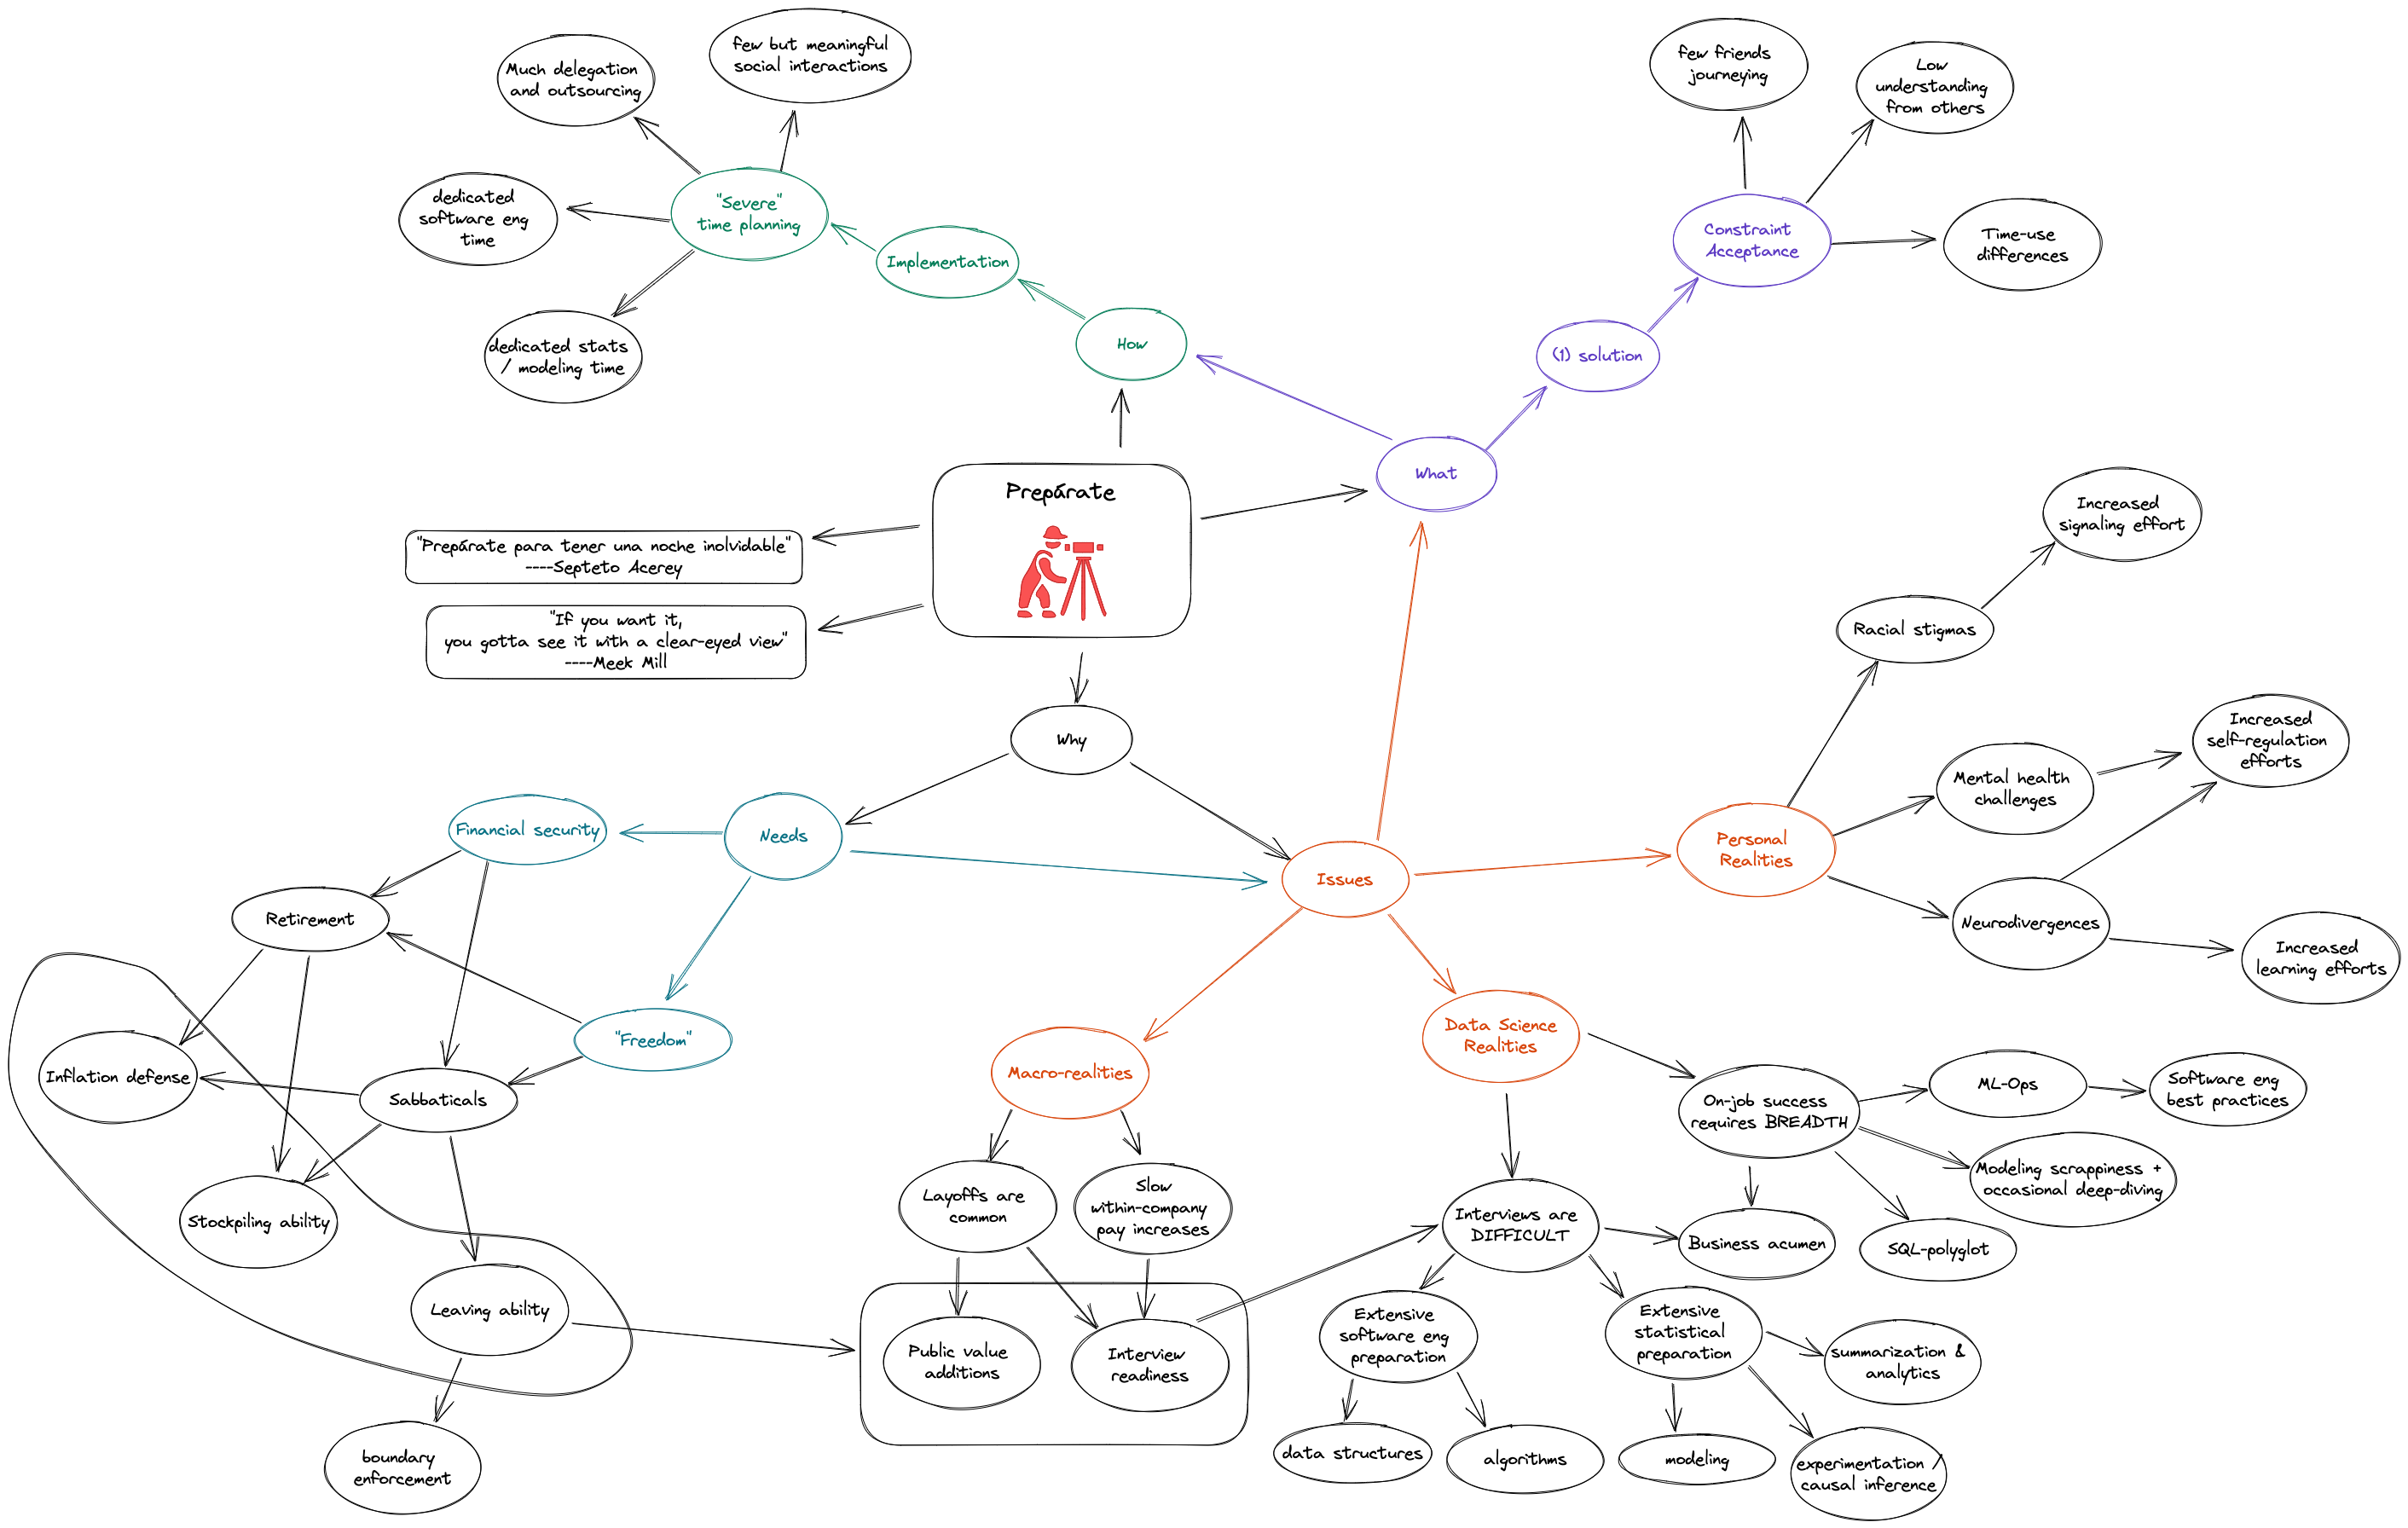 few but meaningful
social interactions
Much delegation
and outsourcing
few friends
journeying
Low
understanding
from others
dedicated
software eng
time
"Severe"
time planning
Implementation
Constraint
Acceptance
Time-use
differences
dedicated stats
/ modeling time
How
(1) solution
What
Prepárate
"Prepárate para tener una noche inolvidable"
----Septeto Acerey
"If you want it,
you gotta see it with a clear-eyed view"
----Meek Mill
Increased
signaling effort
Racial stigmas
Why
Increased
self-regulation
efforts
Mental health
challenges
Financial security
Needs
Personal
Realities
Issues
Retirement
Neurodivergences
Increased
learning efforts
"Freedom"
Data Science
Realities
Inflation defense
Sabbaticals
Macro-realities
On-job success
requires BREADTH
ML-Ops
Software eng
best practices
Modeling scrappiness +
occasional deep-diving
Stockpiling ability
Layoffs are
common
Slow
within-company
pay increases
Interviews are
DIFFICULT
Business acumen
SQL-polyglot
Leaving ability
Public value
additions
Interview
readiness
Extensive
software eng
preparation
Extensive
statistical
preparation
summarization &
analytics
boundary
enforcement
data structures
algorithms
modeling
experimentation /
causal inference